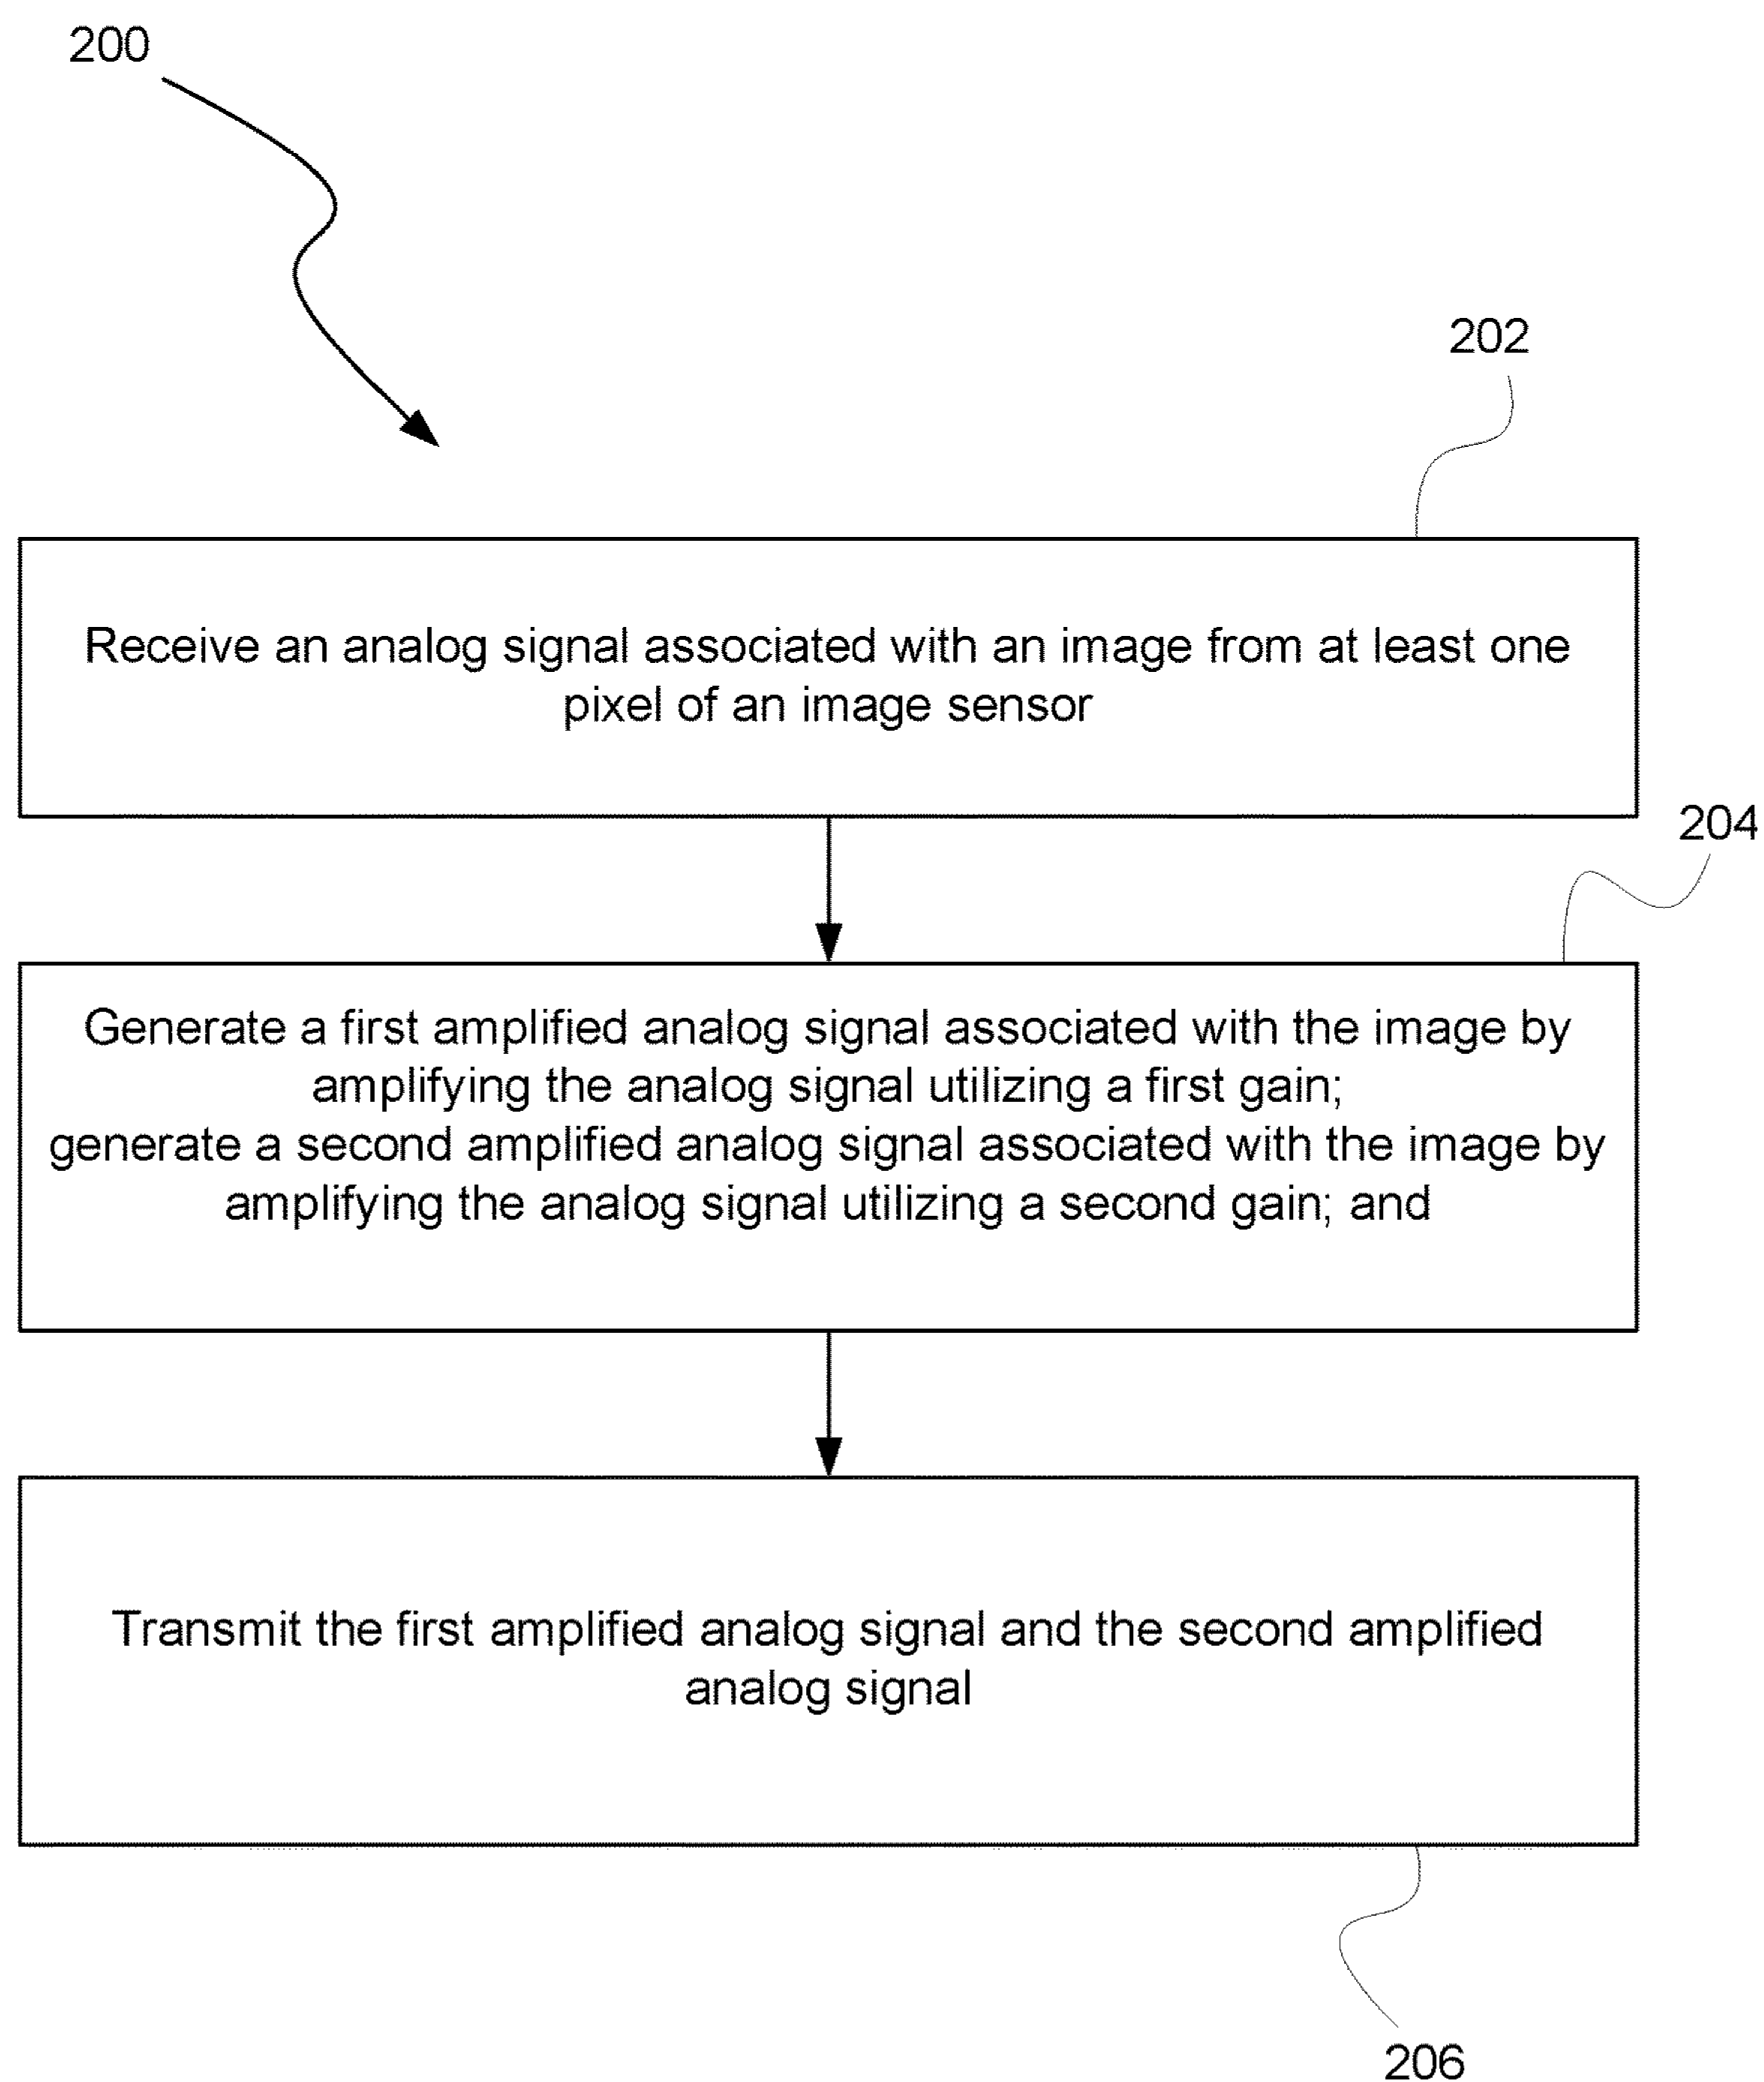 200
202
Receive an analog signal associated with an image from at least one
pixel of an image sensor
204
Generate a first amplified analog signal associated with the image by
amplifying the analog signal utilizing a first gain;
generate a second amplified analog signal associated with the image by
amplifying the analog signal utilizing a second gain; and
Transmit the first amplified analog signal and the second amplified
analog signal
206